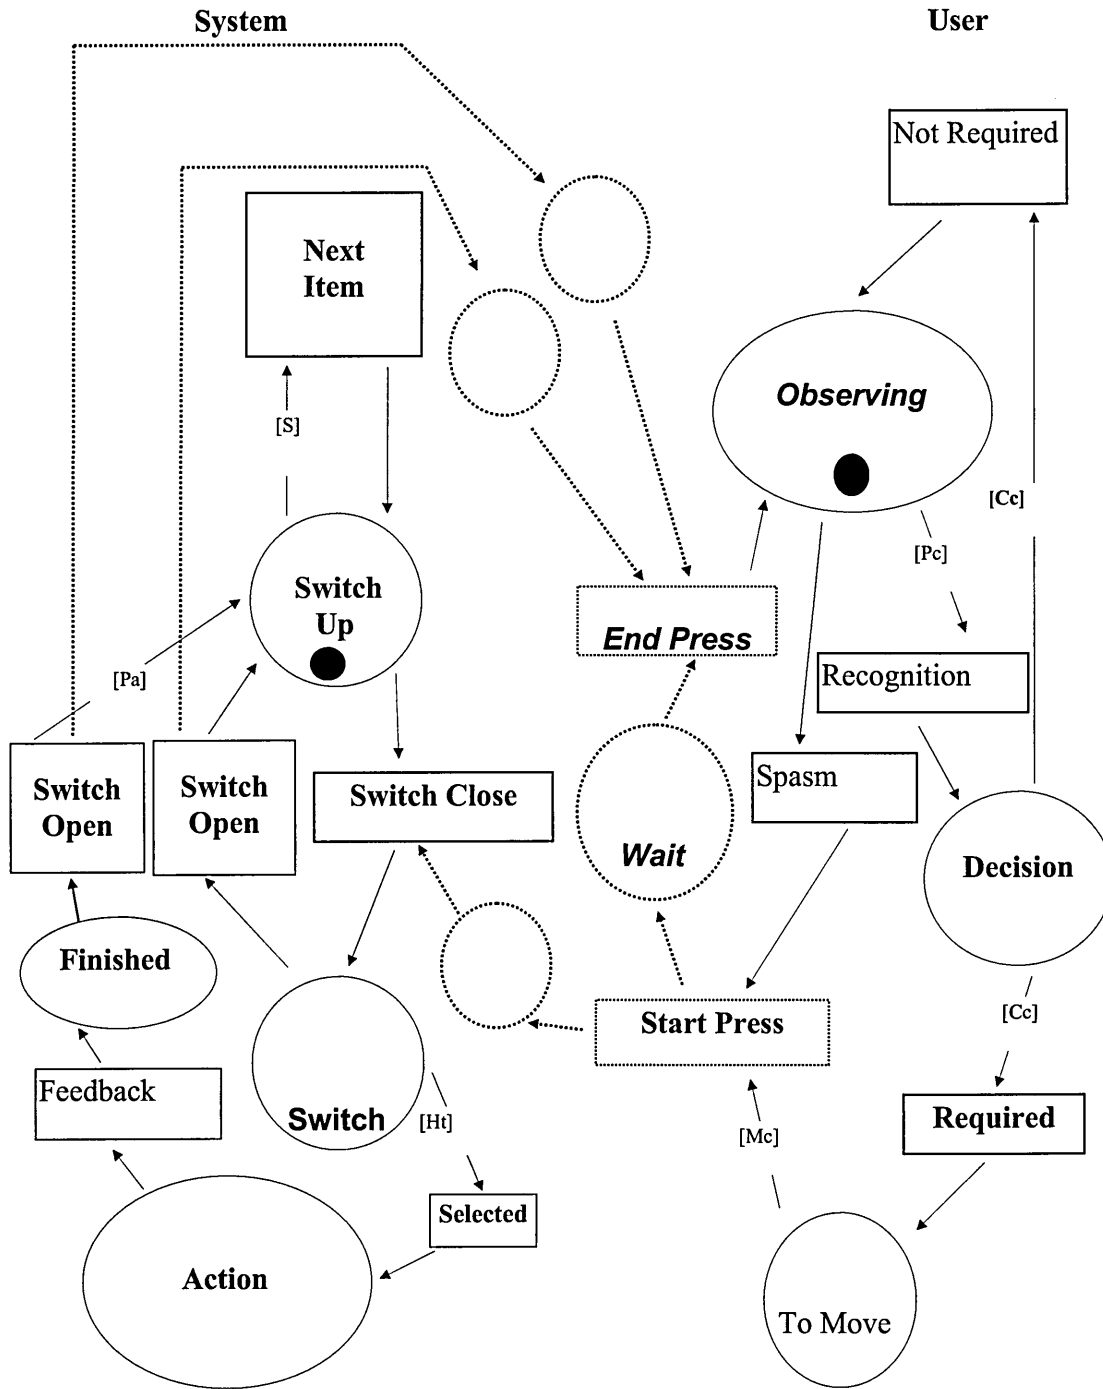 System
User
Not Required
Next
Item
Observing
[S]
[Cc]
[Pc]
Switch
Up
End Press
[Pa]
Recognition
Switch
Open
Switch
Open
Switch Close
Spasm
Wait
Decision
Finished
Start Press
[Cc]
Feedback
Switch
[Ht]
[Mc]
Required
Selected
Action
To Move